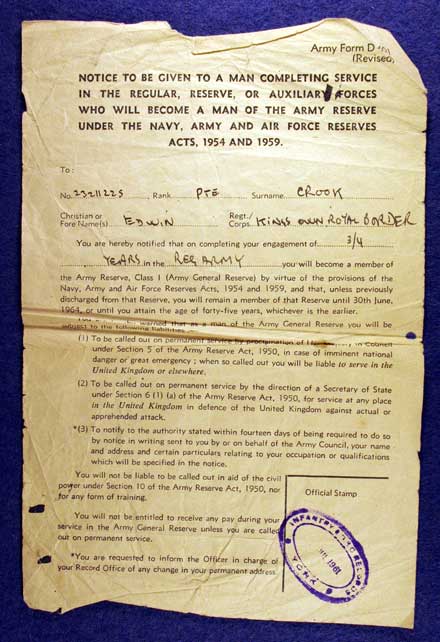 Army Form D
(Revised)
NOTICE TO BE GIVEN TO A MAN COMPLETING SERVICE
IN THE REGULAR, RESERVE, OR AUXILIARY FORCES
WHO WILL BECOME A MAN OF THE ARMY RESERVE
UNDER THE NAVY, ARMY AND AIR FORCE RESERVES
ACTS, 1954 AND 1959.
To:
No. 23211225 Rank PTE Surname CROOK
Christian or Fore Name(s) EDWIN Regt./Corps. KINGS OWN ROYAL BORDER
You are hereby notified that on completing your engagement of 3/4
YEARS in the REG ARMY you will become a member of
the Army Reserve, Class I (Army General Reserve) by virtue of the provisions of the
Navy, Army and Air Force Reserves Acts, 1954 and 1959, and that, unless previously
discharged from that Reserve, you will remain a member of that Reserve until 30th June,
1964, or until you attain the age of forty-five years, whichever is the earlier.
You are warned that as a man of the Army General Reserve you will be
subject to the following liabilities:
(1) To be called out on permanent service by proclamation of in Council
under Section 5 of the Army Reserve Act, 1950, in case of imminent national
danger or great emergency; when so called out you will be liable to serve in the
United Kingdom or elsewhere.
(2) To be called out on permanent service by the direction of a Secretary of State
under Section 6 (1) (a) of the Army Reserve Act, 1950, for service at any place
in the United Kingdom in defence of the United Kingdom against actual or
apprehended attack.
*(3) To notify to the authority stated within fourteen days of being required to do so
by notice in writing sent to you by or on behalf of the Army Council, your name
and address and certain particulars relating to your occupation or qualifications
which will be specified in the notice.
You will not be liable to be called out in aid of the civil
power under Section 10 of the Army Reserve Act, 1950, nor
for any form of training.
You will not be entitled to receive any pay during your
service in the Army General Reserve unless you are called
out on permanent service.
*You are requested to inform the Officer in charge of
your Record Office of any change in your permanent address.
Official Stamp
INFANTRY RECORDS
1961
YORK